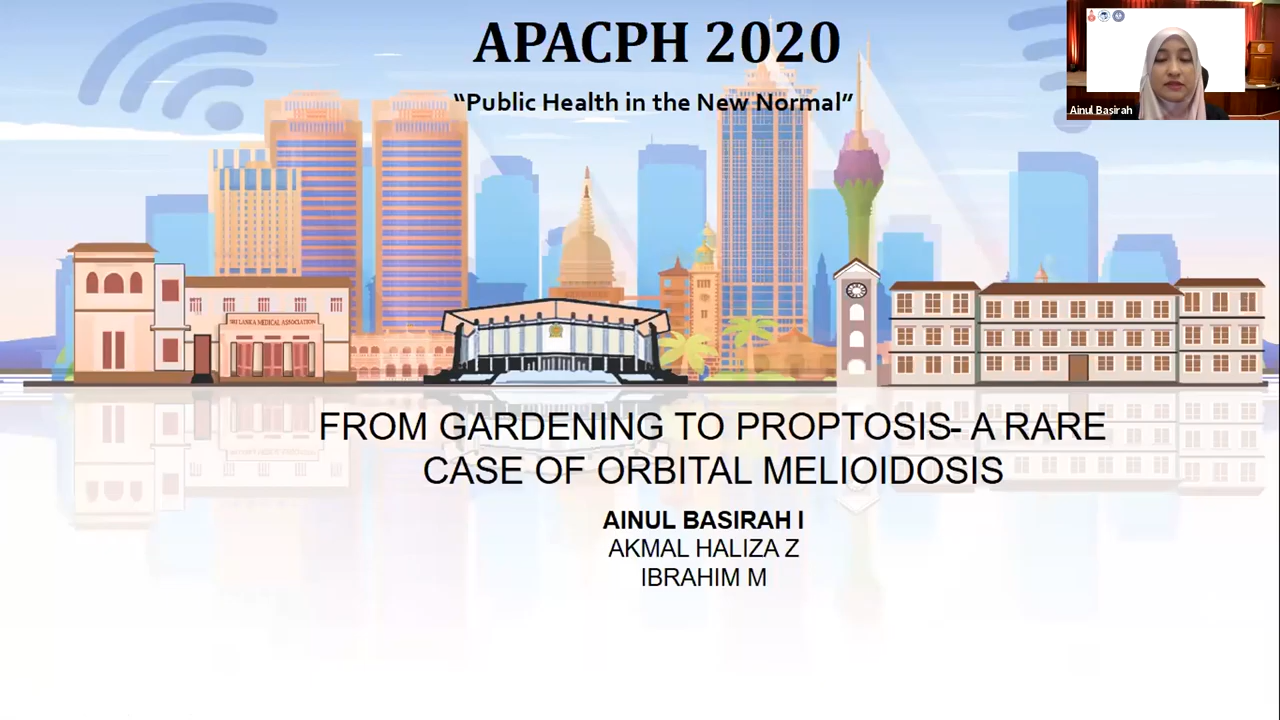 APACPH 2020
“Public Health in the New Normal”
Ainul Basirah
SRI LANKA MEDICAL ASSOCIATION
FROM GARDENING TO PROPTOSIS- A RARE
CASE OF ORBITAL MELIOIDOSIS
AINUL BASIRAH I
AKMAL HALIZA Z
IBRAHIM M